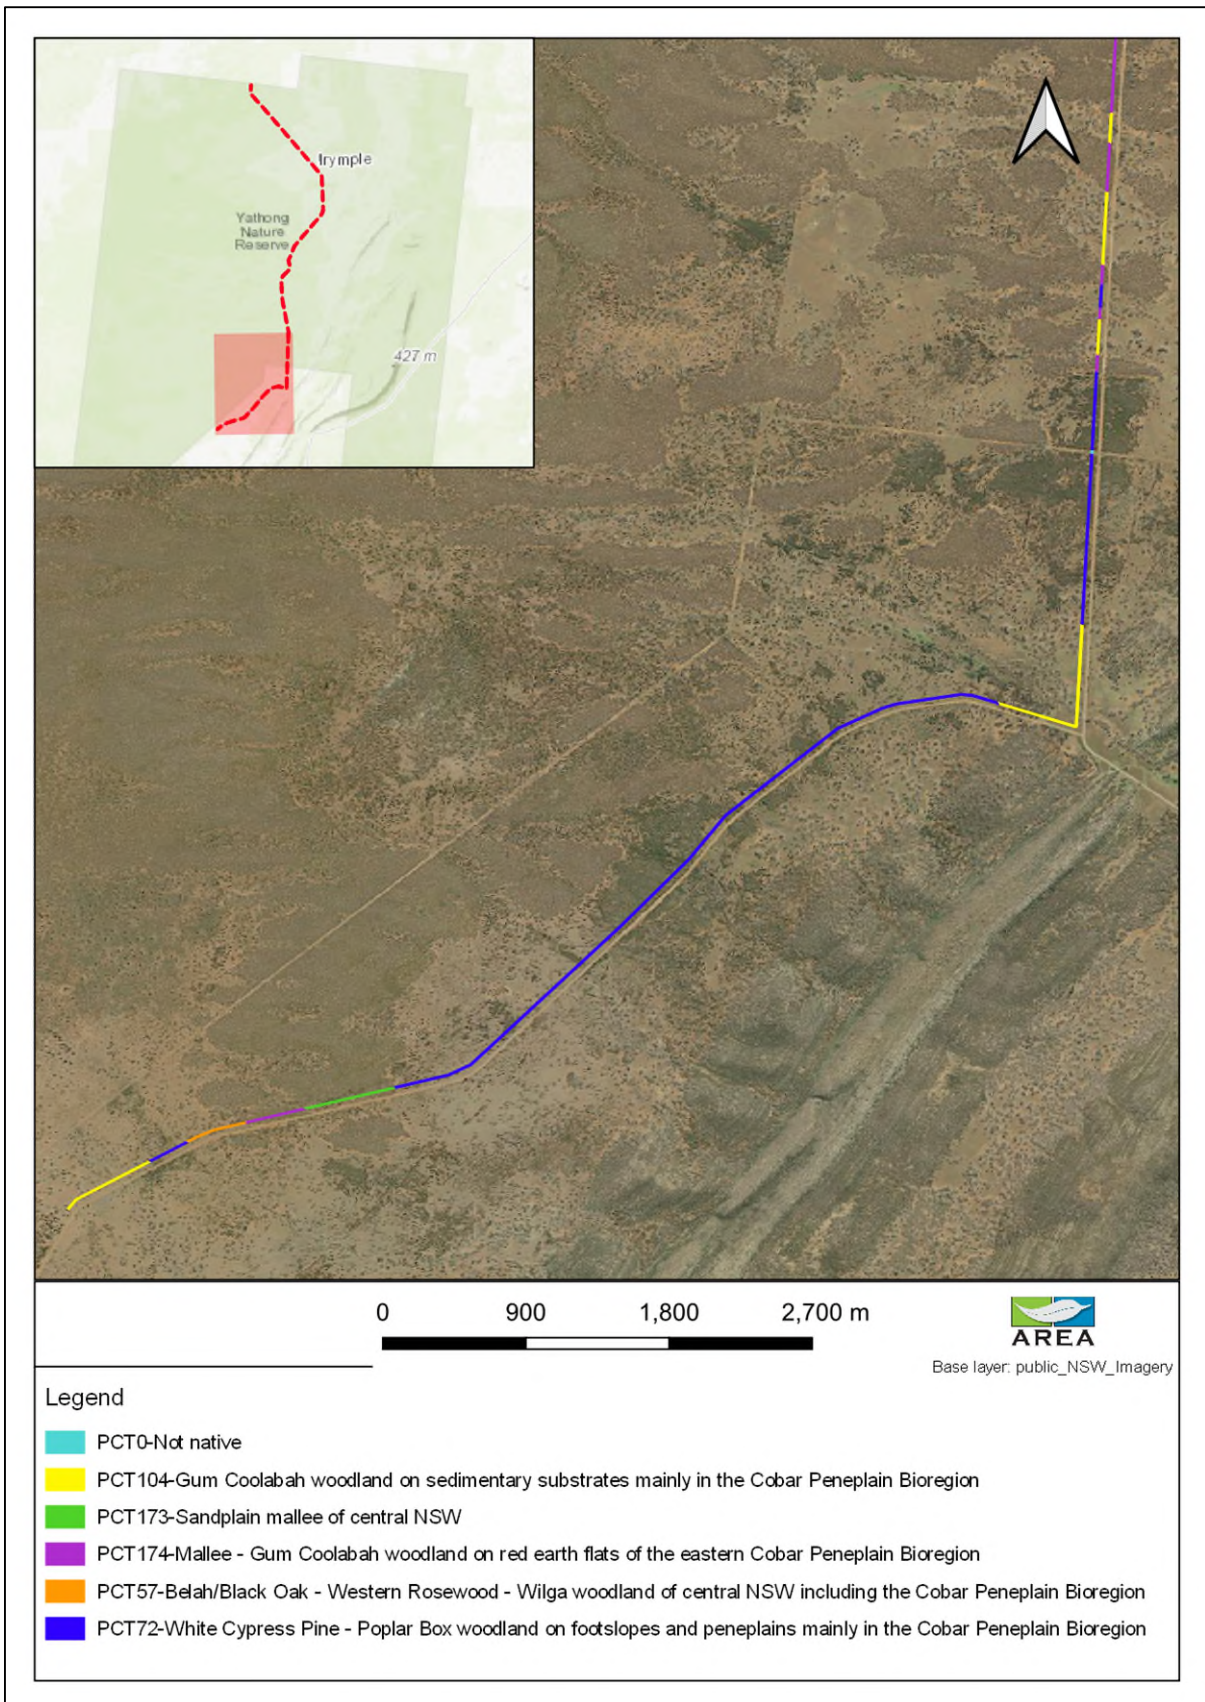 Irymple
Yathong
Nature
Reserve
427 m
0 900 1,800 2,700 m
AREA
Base layer: public_NSW_Imagery
Legend
PCT0-Not native
PCT104-Gum Coolabah woodland on sedimentary substrates mainly in the Cobar Peneplain Bioregion
PCT173-Sandplain mallee of central NSW
PCT174-Mallee - Gum Coolabah woodland on red earth flats of the eastern Cobar Peneplain Bioregion
PCT57-Belah/Black Oak - Western Rosewood - Wilga woodland of central NSW including the Cobar Peneplain Bioregion
PCT72-White Cypress Pine - Poplar Box woodland on footslopes and peneplains mainly in the Cobar Peneplain Bioregion